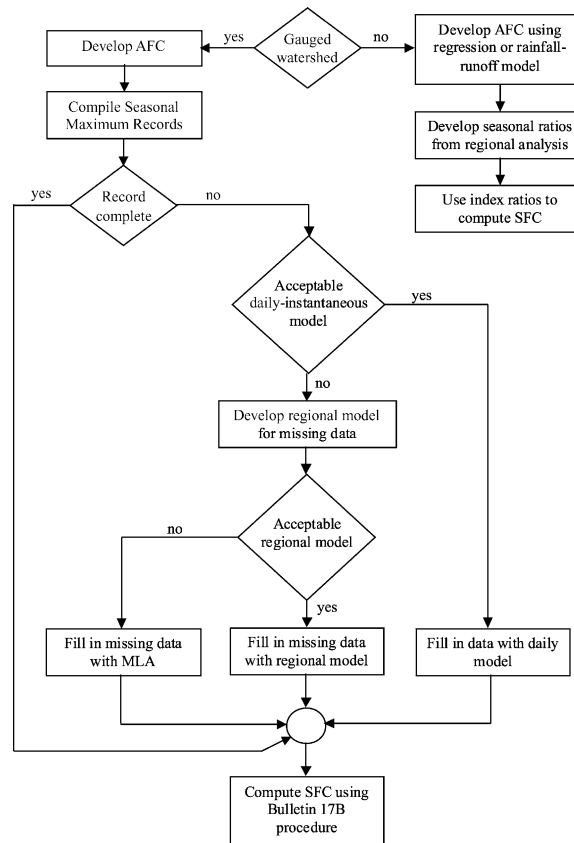 Develop AFC
yes
Gauged
watershed
no
Develop AFC using
regression or rainfall-
runoff model
Compile Seasonal
Maximum Records
Develop seasonal ratios
from regional analysis
yes
Record
complete
no
Use index ratios to
compute SFC
Acceptable
daily-instantaneous
model
yes
no
Develop regional model
for missing data
no
Acceptable
regional model
yes
Fill in missing data
with MLA
Fill in missing data
with regional model
Fill in data with daily
model
Compute SFC using
Bulletin 17B
procedure